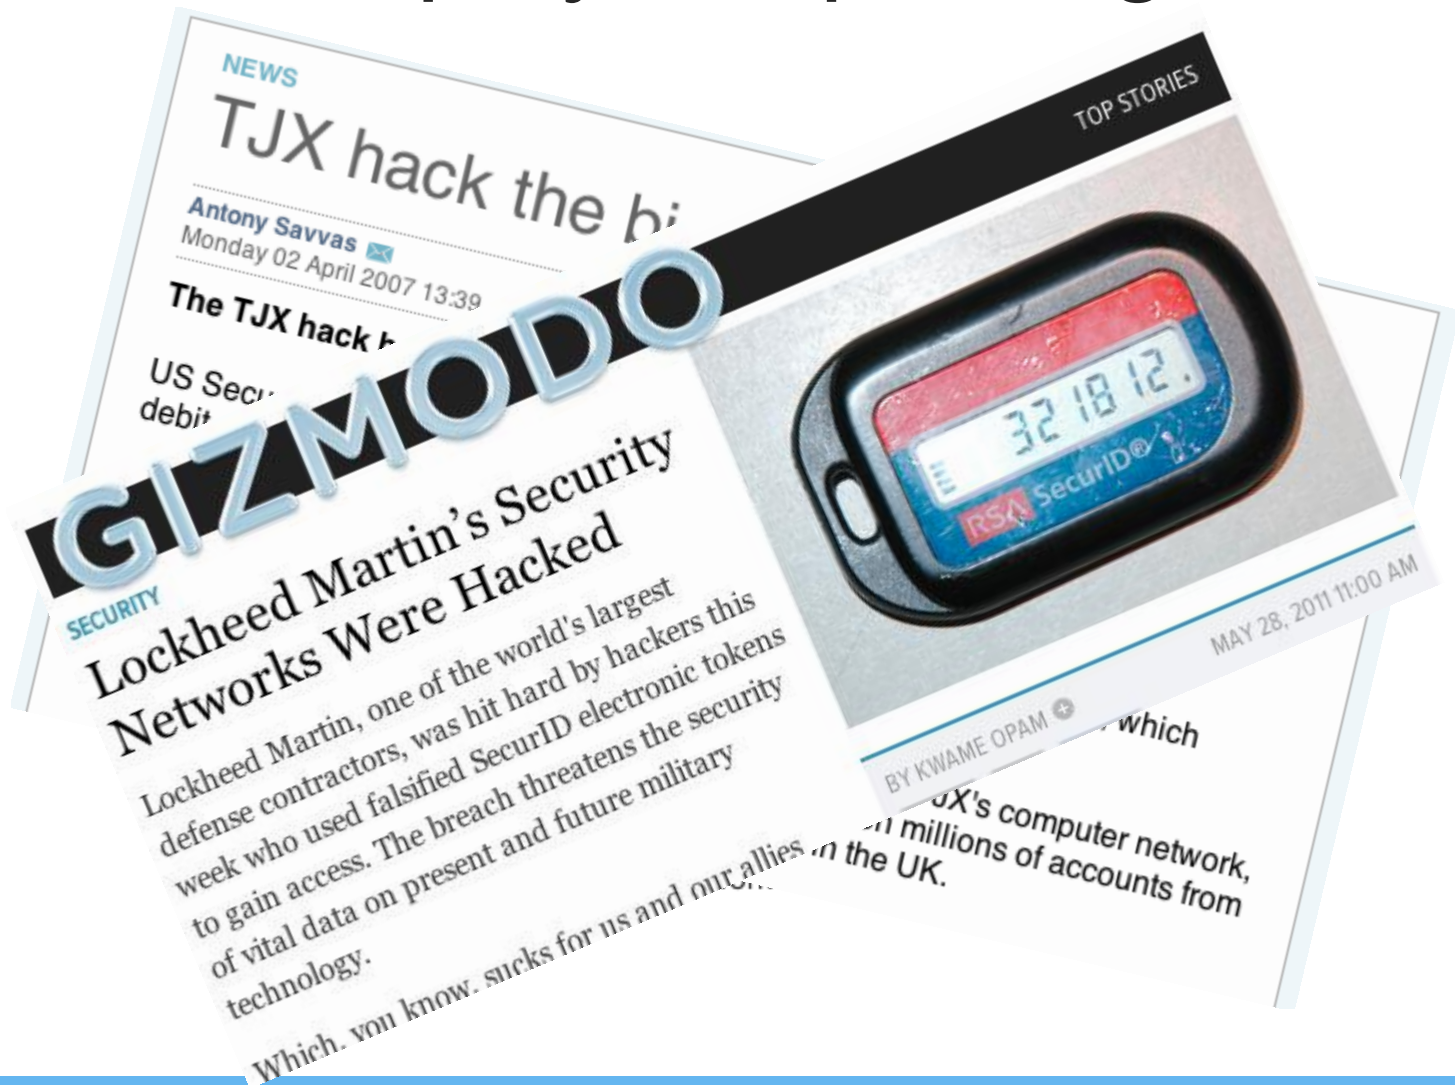 NEWS
TJX hack the
Antony Savvas
Monday 02 April 2007 13:39
The TJX hack
US
TOP STORIES
GIZMODO
321812.
RSA SecurID®
SECURITY
Lockheed Martin's Security
Networks Were Hacked
Lockheed Martin, one of the world's largest
defense contractors, was hit hard by hackers this
week who used falsified SecurID electronic tokens
to gain access. The breach threatens the security
of vital data on present and future military
technology.
Which, you know, sucks for us and our allies
BY KWAME OPAM
MAY 28, 2011 11:00 AM
which
computer network,
millions of accounts from
in the UK.